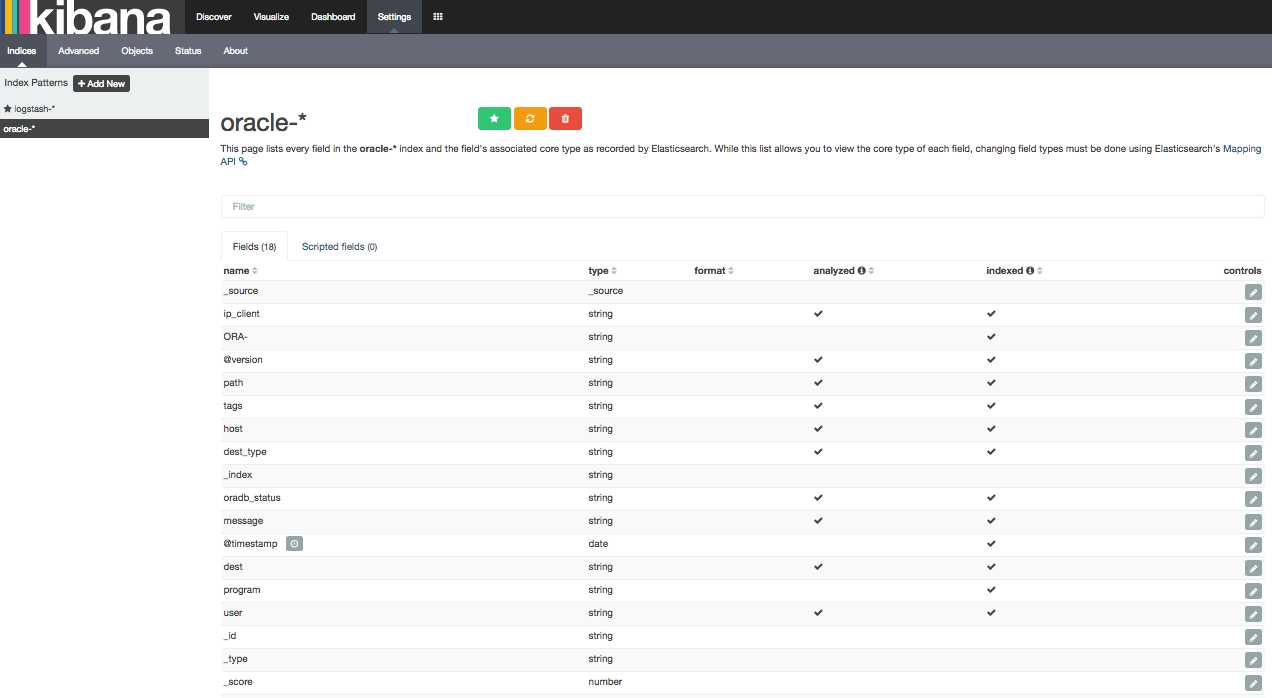 kibana
Discover Visualize Dashboard Settings
Indices Advanced Objects Status About
Index Patterns + Add New
logstash-*
oracle-*
oracle-*
This page lists every field in the oracle-* index and the field's associated core type as recorded by Elasticsearch. While this list allows you to view the core type of each field, changing field types must be done using Elasticsearch's Mapping
API
Filter
Fields (18) Scripted fields (0)
name type format analyzed indexed controls
_source _source
ip_client string
ORA- string
@version string
path string
tags string
host string
dest_type string
_index string
oradb_status string
message string
@timestamp date
dest string
program string
user string
_id string
_type string
_score number